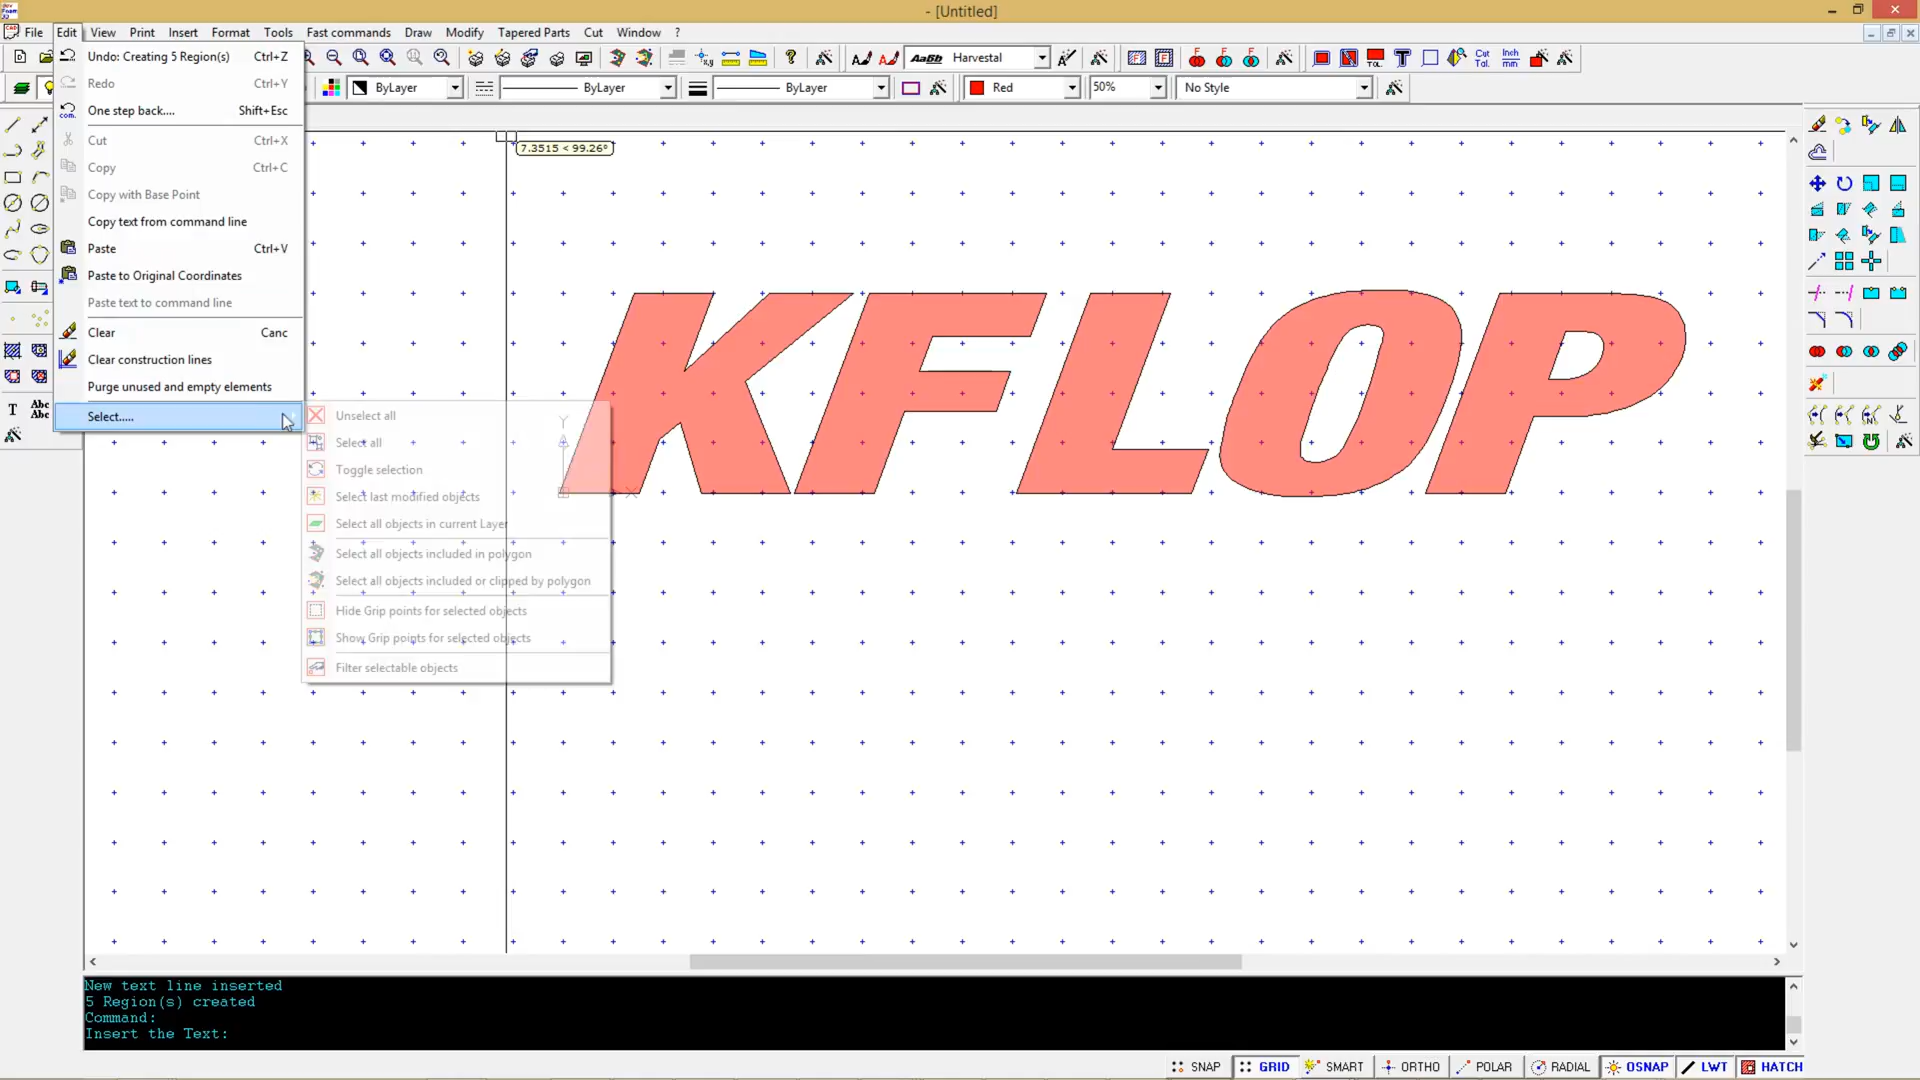 - [Untitled]
File Edit View Print Insert Format Tools Fast commands Draw Modify Tapered Parts Cut Window ?
Undo: Creating 5 Region(s) Ctrl+Z
AaBb Harvestal
Cut Tal. Inch mm
Redo Ctrl+Y
ByLayer ByLayer ByLayer Red 50% No Style
One step back.... Shift+Esc
Cut Ctrl+X
7.3515 < 99.26°
Copy Ctrl+C
Copy with Base Point
Copy text from command line
Paste Ctrl+V
Paste to Original Coordinates
Paste text to command line
Clear Canc
Clear construction lines
Purge unused and empty elements
Select.....
Unselect all
Select all
Toggle selection
Select last modified objects
Select all objects in current Layer
Select all objects included in polygon
Select all objects included or clipped by polygon
Hide Grip points for selected objects
Show Grip points for selected objects
Filter selectable objects
T Abc Abc
Y
X
KFLOP
New text line inserted
5 Region(s) created
Command:
Insert the Text:
SNAP GRID SMART ORTHO POLAR RADIAL OSNAP LWT HATCH